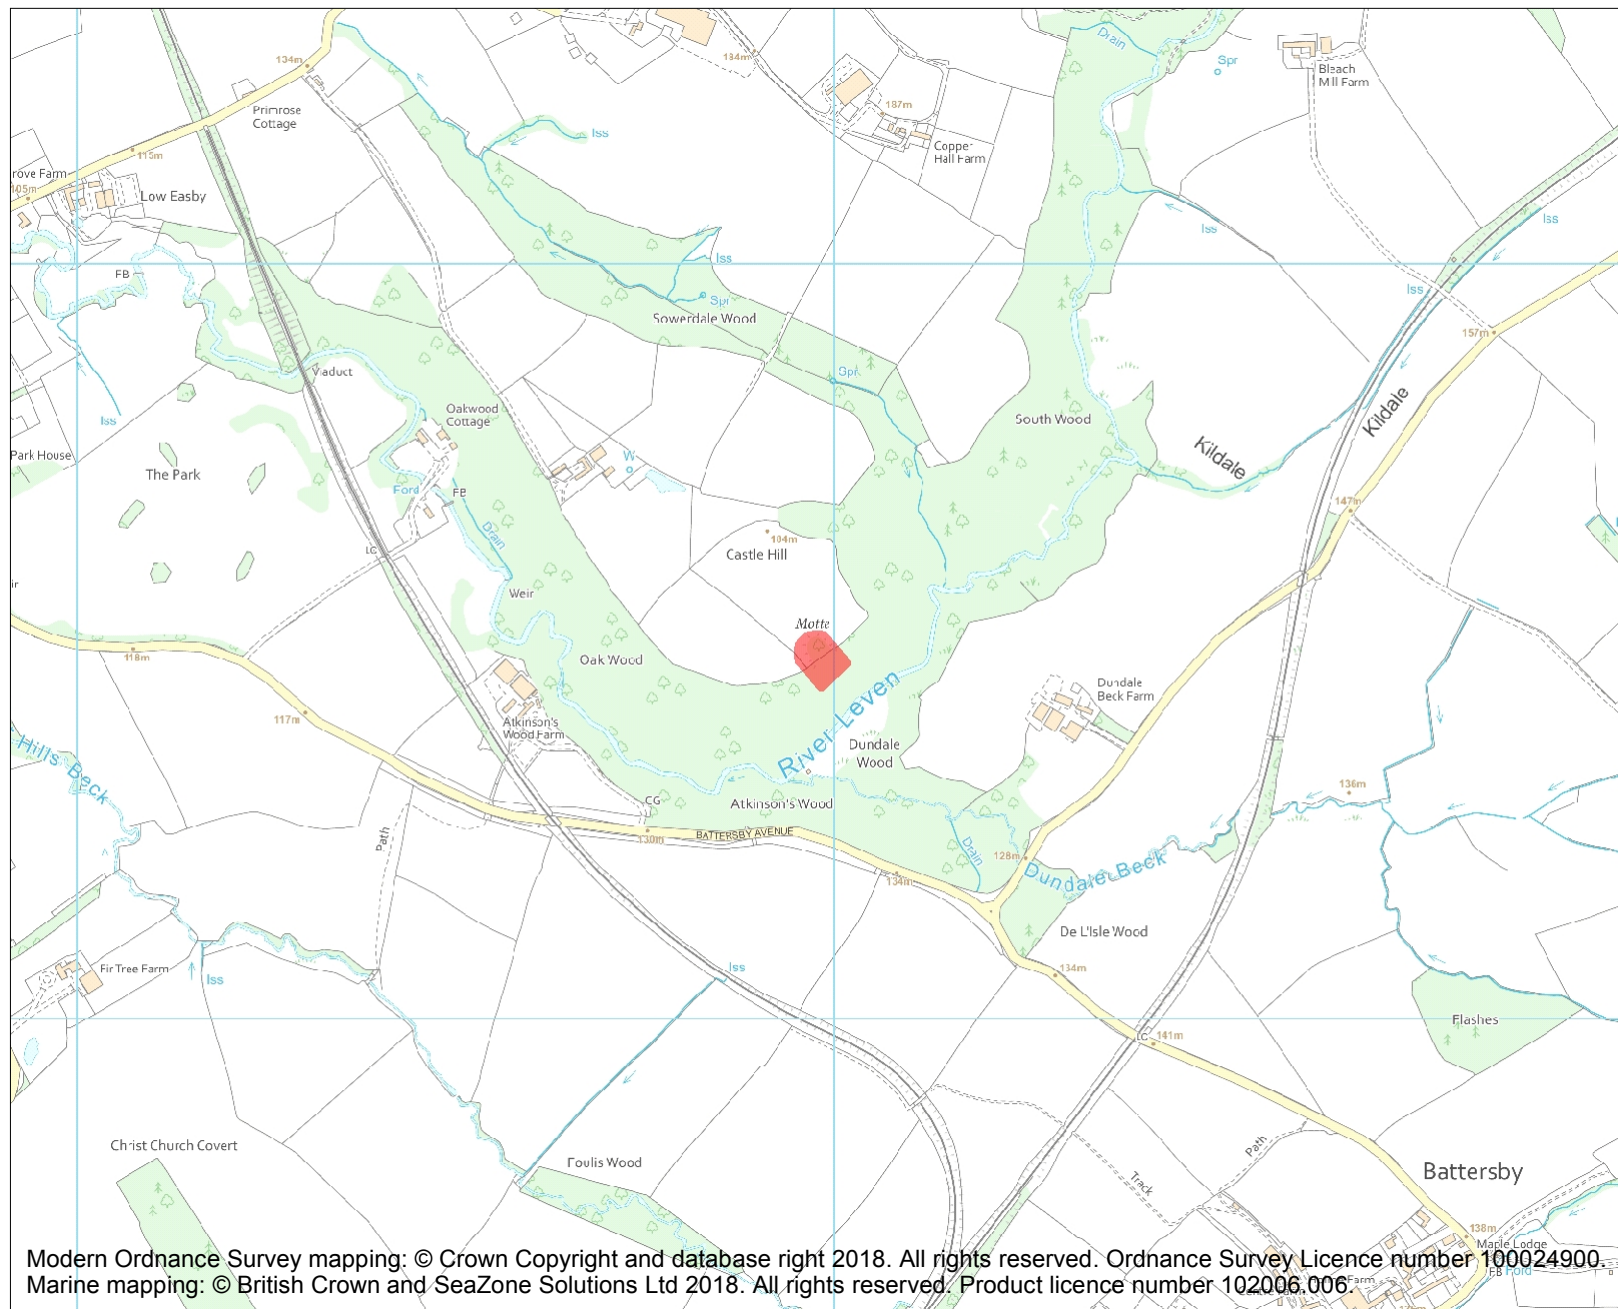 134m
Primrose
Cottage
115m
rove Farm
105m
Low Easby
FB
Iss
184m
187m
Copper
Hall Farm
Drain
Spr
Bleach
Mill Farm
Iss
Iss
Spr
Sowerdale Wood
Iss
Iss
Iss
157m
Viaduct
Oakwood
Cottage
Iss
Park House
The Park
Ford
FB
Drain
W
Spr
South Wood
Kildale
Kildale
147m
LC
104m
Castle Hill
ir
Weir
Motte
Oak Wood
118m
117m
Atkinson's
Wood Farm
River Leven
Dundale
Wood
Dundale
Beck Farm
Hills Beck
CG
Atkinson's Wood
BATTERSBY AVENUE
130m
Path
134m
Drain
128m
Dundale Beck
136m
De L'Isle Wood
134m
Fir Tree Farm
Iss
Iss
Flashes
LC
141m
Christ Church Covert
Foulis Wood
Path
Track
Battersby
138m
Maple Lodge
FB
Ford
Modern Ordnance Survey mapping: © Crown Copyright and database right 2018. All rights reserved. Ordnance Survey Licence number 100024900.
Marine mapping: © British Crown and SeaZone Solutions Ltd 2018. All rights reserved. Product licence number 102006.006.